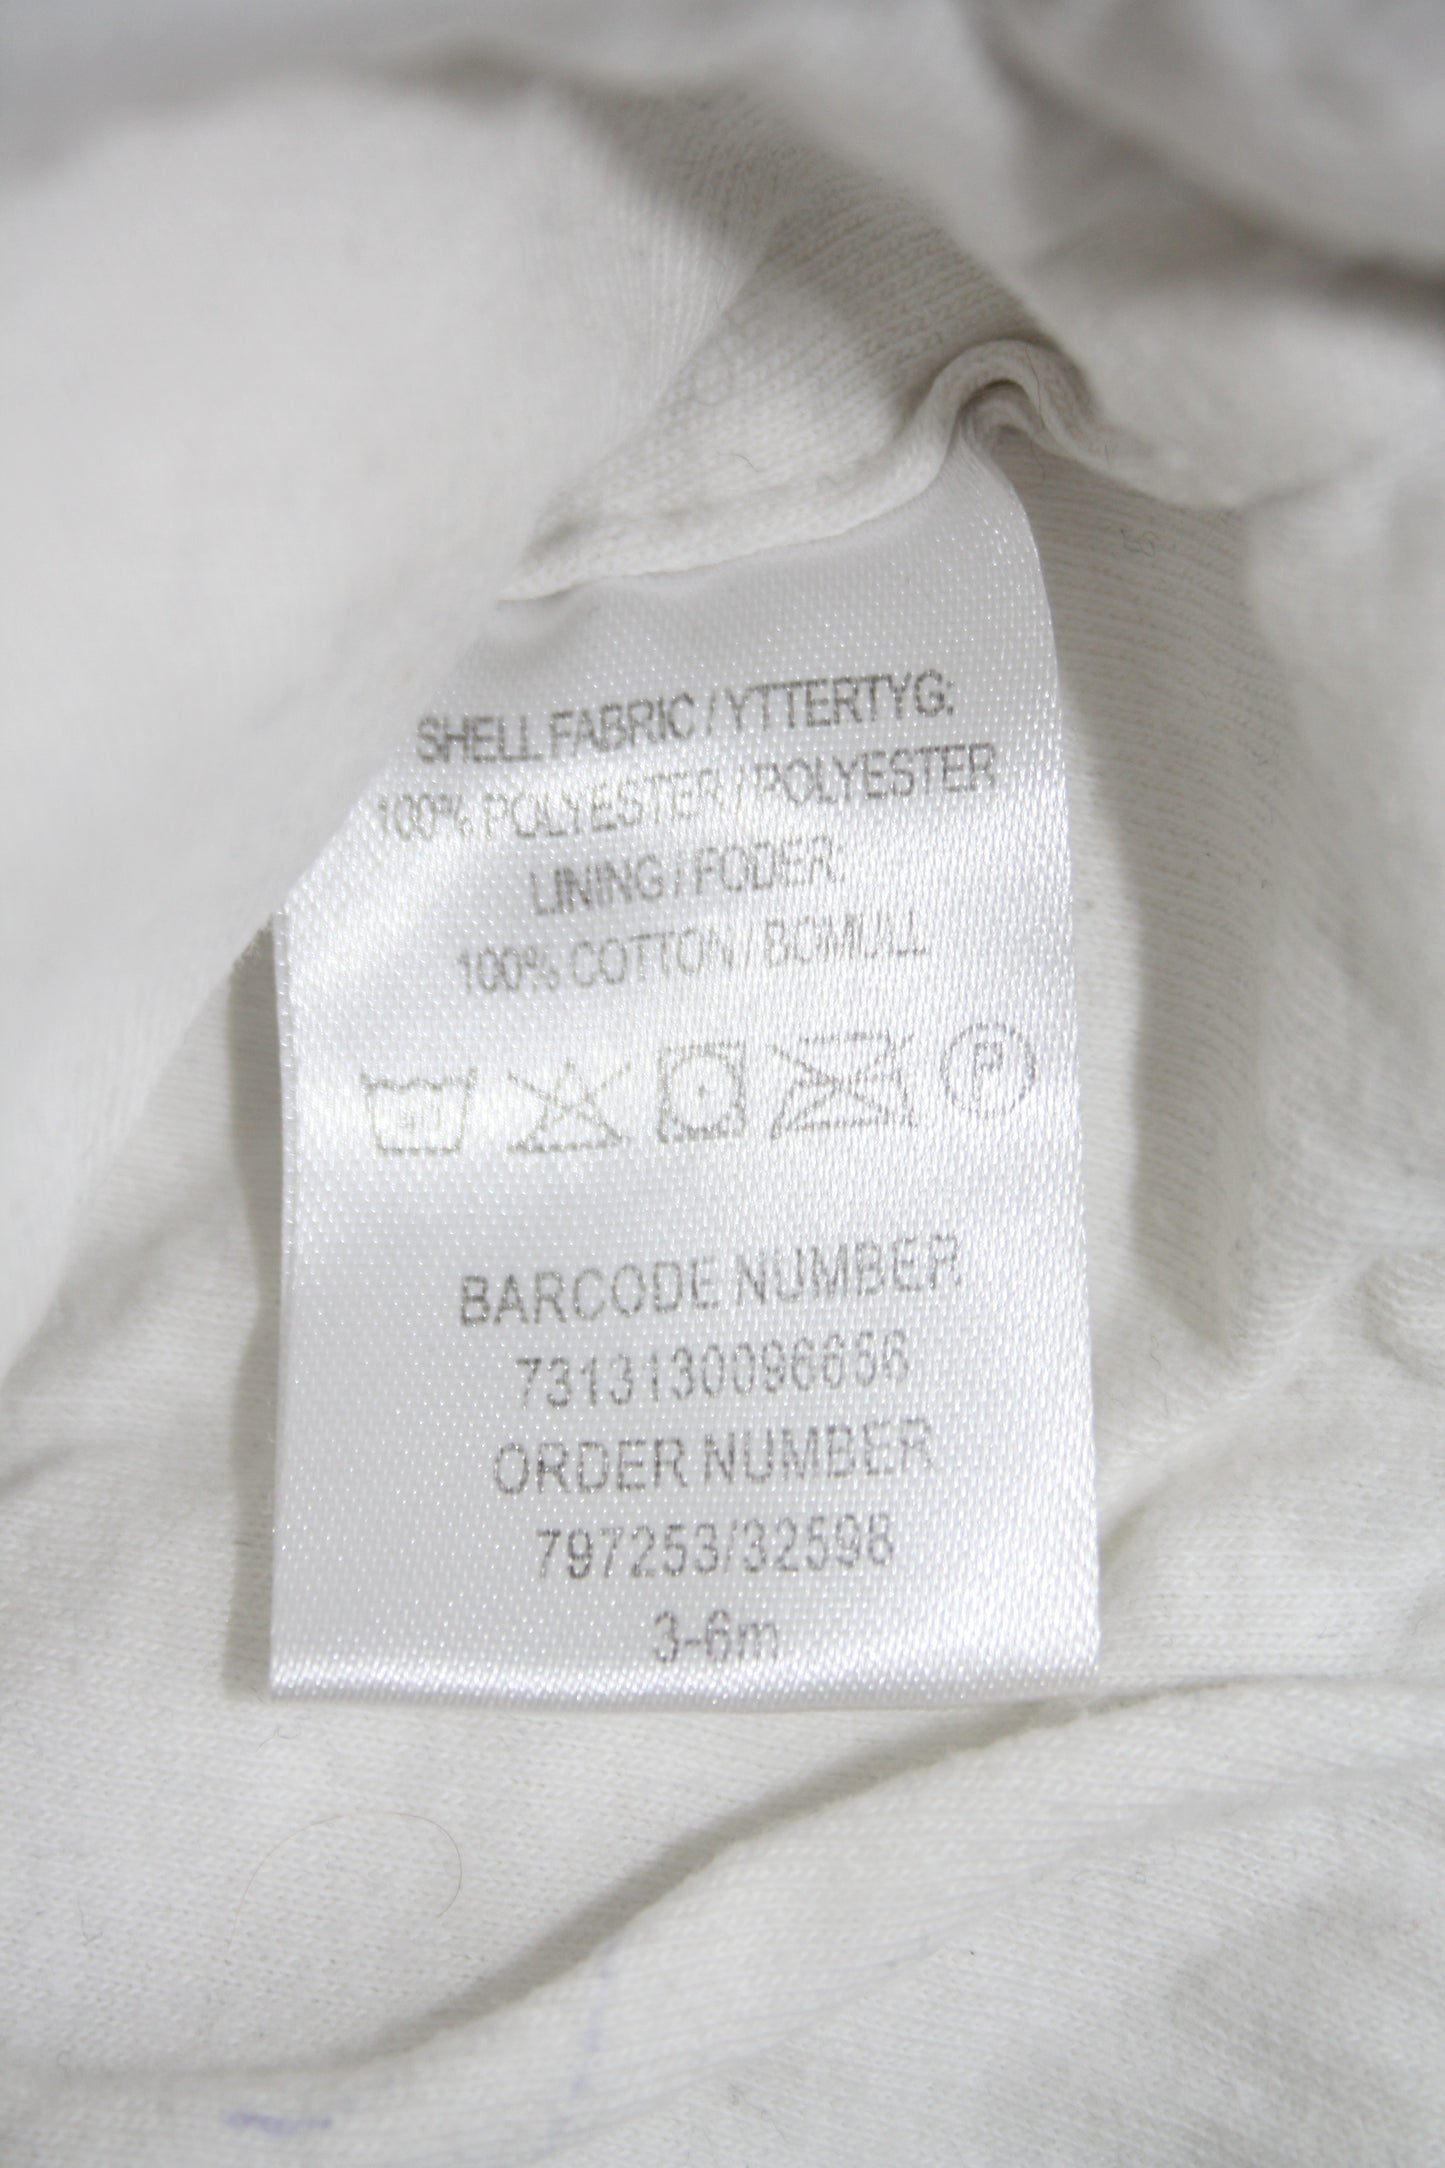 SHELL FABRIC / YTTERTYG:
100% POLYESTER / POLYESTER
LINING / FODER:
100% COTTON / BOMULL
P
BARCODE NUMBER
7313130096656
ORDER NUMBER
797253/32598
3-6m